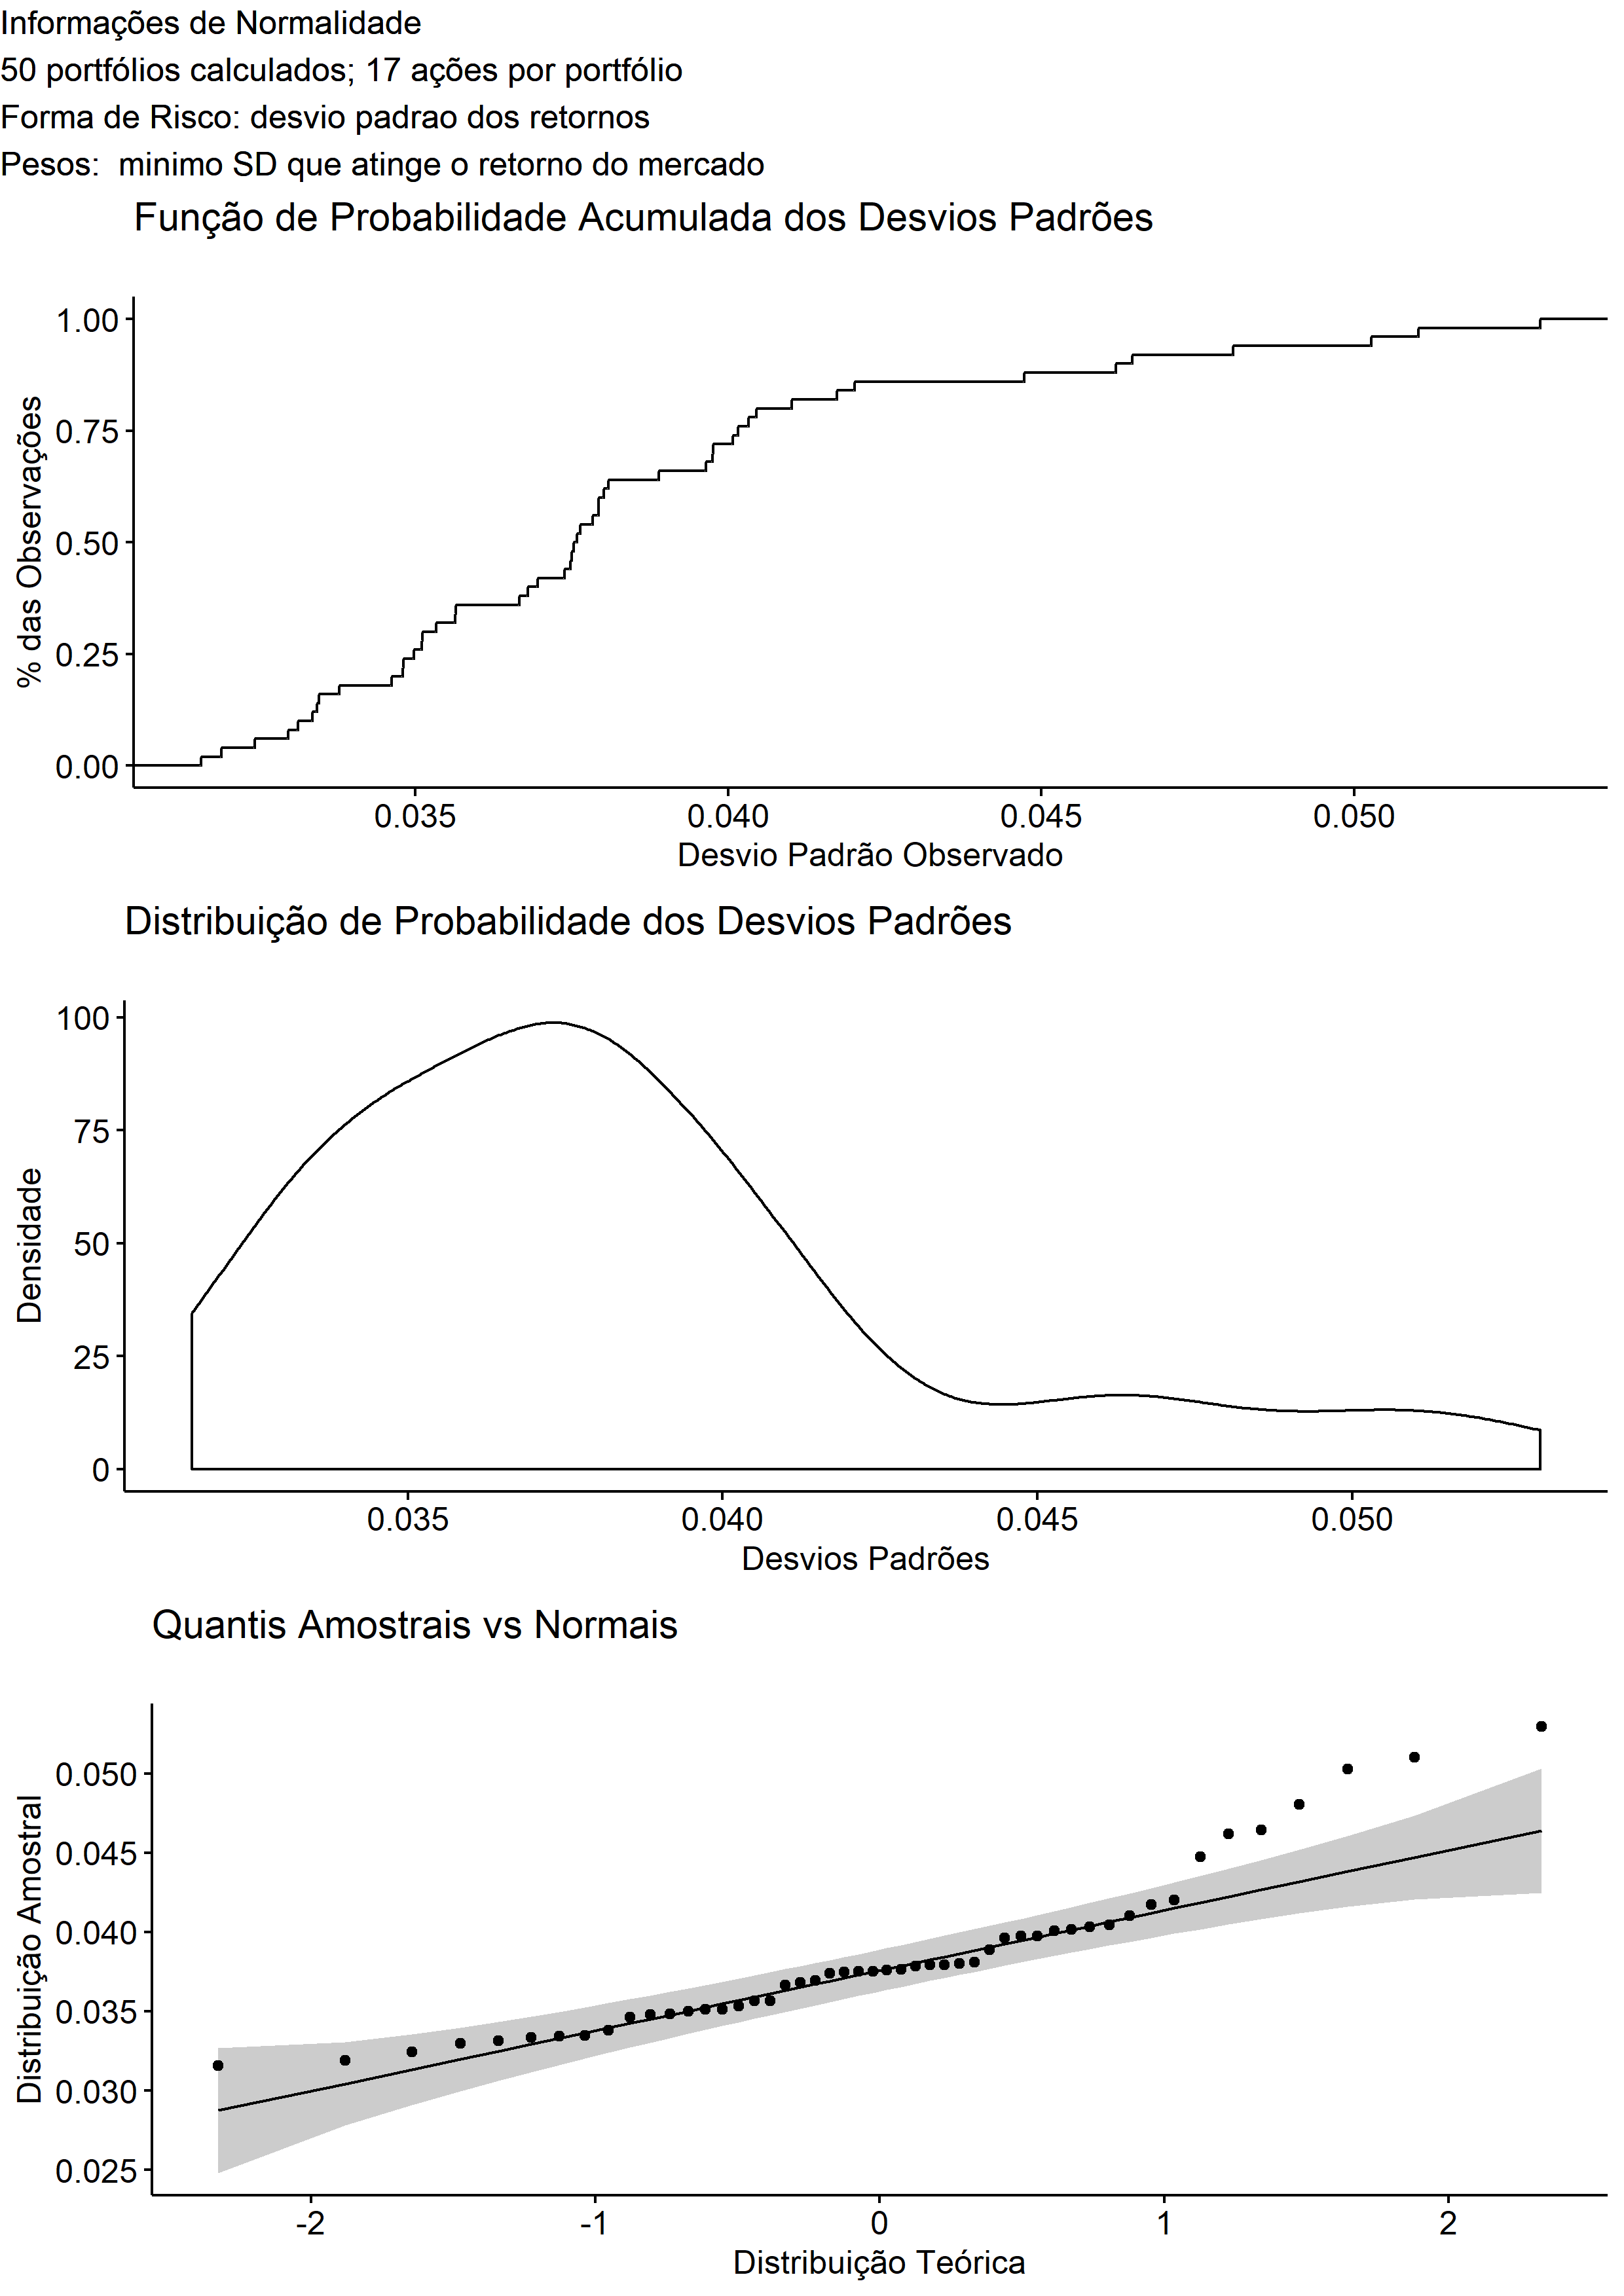 Informações de Normalidade
50 portfólios calculados; 17 ações por portfólio
Forma de Risco: desvio padrao dos retornos
Pesos:  minimo SD que atinge o retorno do mercado
Função de Probabilidade Acumulada dos Desvios Padrões
% das Observações
1.00
0.75
0.50
0.25
0.00
0.035 0.040 0.045 0.050
Desvio Padrão Observado
Distribuição de Probabilidade dos Desvios Padrões
Densidade
100
75
50
25
0
0.035 0.040 0.045 0.050
Desvios Padrões
Quantis Amostrais vs Normais
Distribuição Amostral
0.050
0.045
0.040
0.035
0.030
0.025
-2 -1 0 1 2
Distribuição Teórica